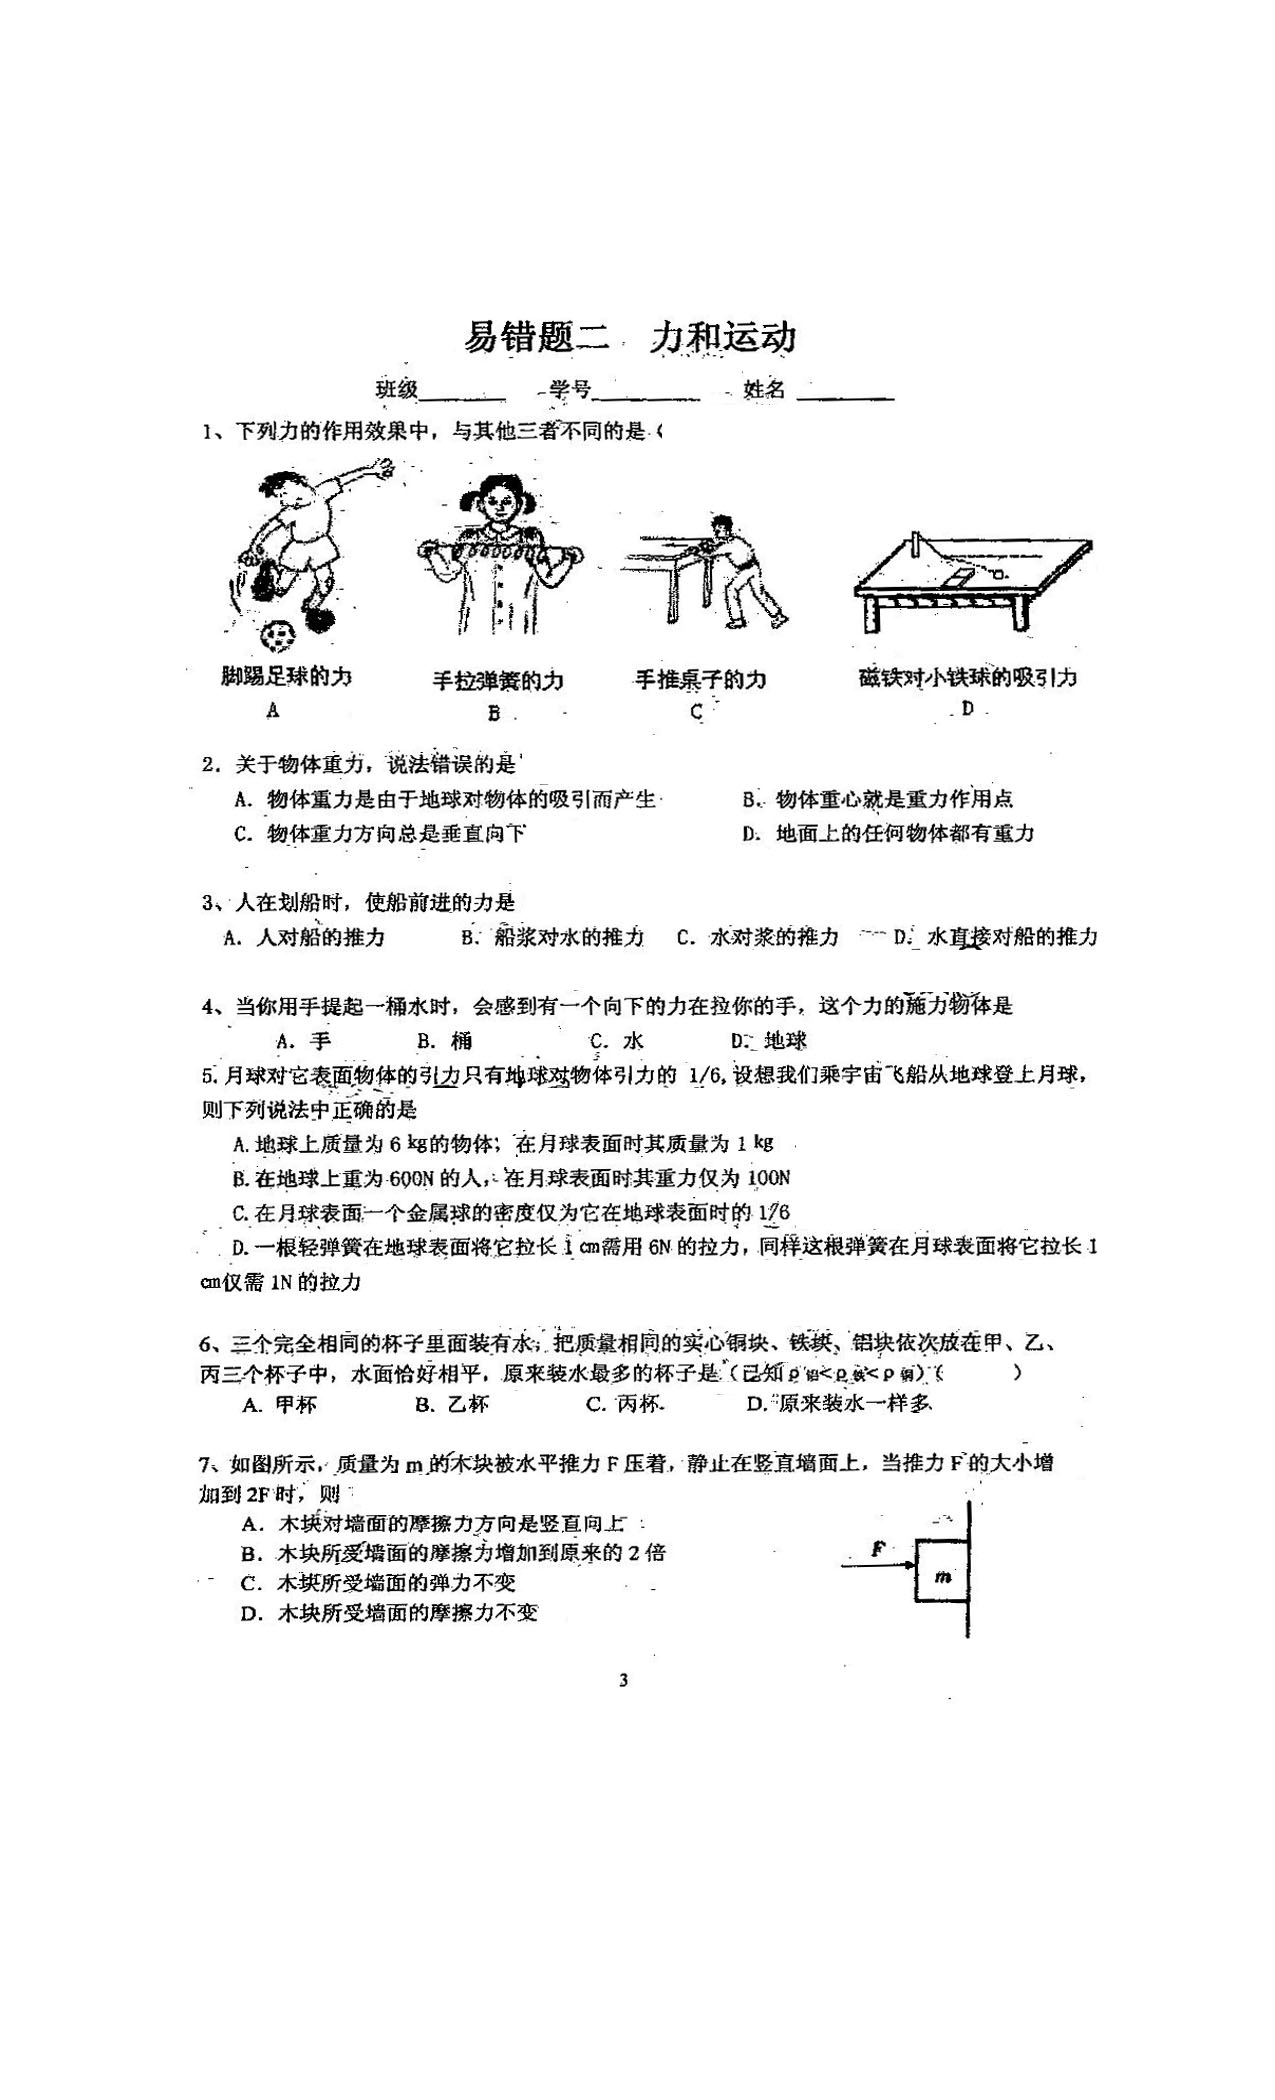 易错题二 力和运动
班级 学号 姓名
1、下列力的作用效果中，与其他三者不同的是（
脚踢足球的力 手拉弹簧的力 手推桌子的力 磁铁对小铁球的吸引力
A B C D
2．关于物体重力，说法错误的是
A．物体重力是由于地球对物体的吸引而产生 B．物体重心就是重力作用点
C．物体重力方向总是垂直向下 D．地面上的任何物体都有重力
3、人在划船时，使船前进的力是
A．人对船的推力 B．船浆对水的推力 C．水对浆的推力 D．水直接对船的推力
4、当你用手提起一桶水时，会感到有一个向下的力在拉你的手，这个力的施力物体是
A．手 B．桶 C．水 D．地球
5.月球对它表面物体的引力只有地球对物体引力的 1/6,设想我们乘宇宙飞船从地球登上月球，
则下列说法中正确的是
A.地球上质量为 6 kg的物体；在月球表面时其质量为 1 kg
B.在地球上重为 600N 的人，在月球表面时其重力仅为 100N
C.在月球表面一个金属球的密度仅为它在地球表面时的 1/6
D.一根轻弹簧在地球表面将它拉长 1 cm需用 6N 的拉力，同样这根弹簧在月球表面将它拉长 1
cm仅需 1N 的拉力
6、三个完全相同的杯子里面装有水，把质量相同的实心铜块、铁块、铝块依次放在甲、乙、
丙三个杯子中，水面恰好相平，原来装水最多的杯子是（已知ρ铝<ρ铁<ρ铜）（ ）
A. 甲杯 B. 乙杯 C. 丙杯 D. 原来装水一样多
7、如图所示，质量为 m 的木块被水平推力 F 压着，静止在竖直墙面上，当推力 F 的大小增
加到 2F 时，则
A．木块对墙面的摩擦力方向是竖直向上
B．木块所受墙面的摩擦力增加到原来的 2 倍
F
C．木块所受墙面的弹力不变
m
D．木块所受墙面的摩擦力不变
3